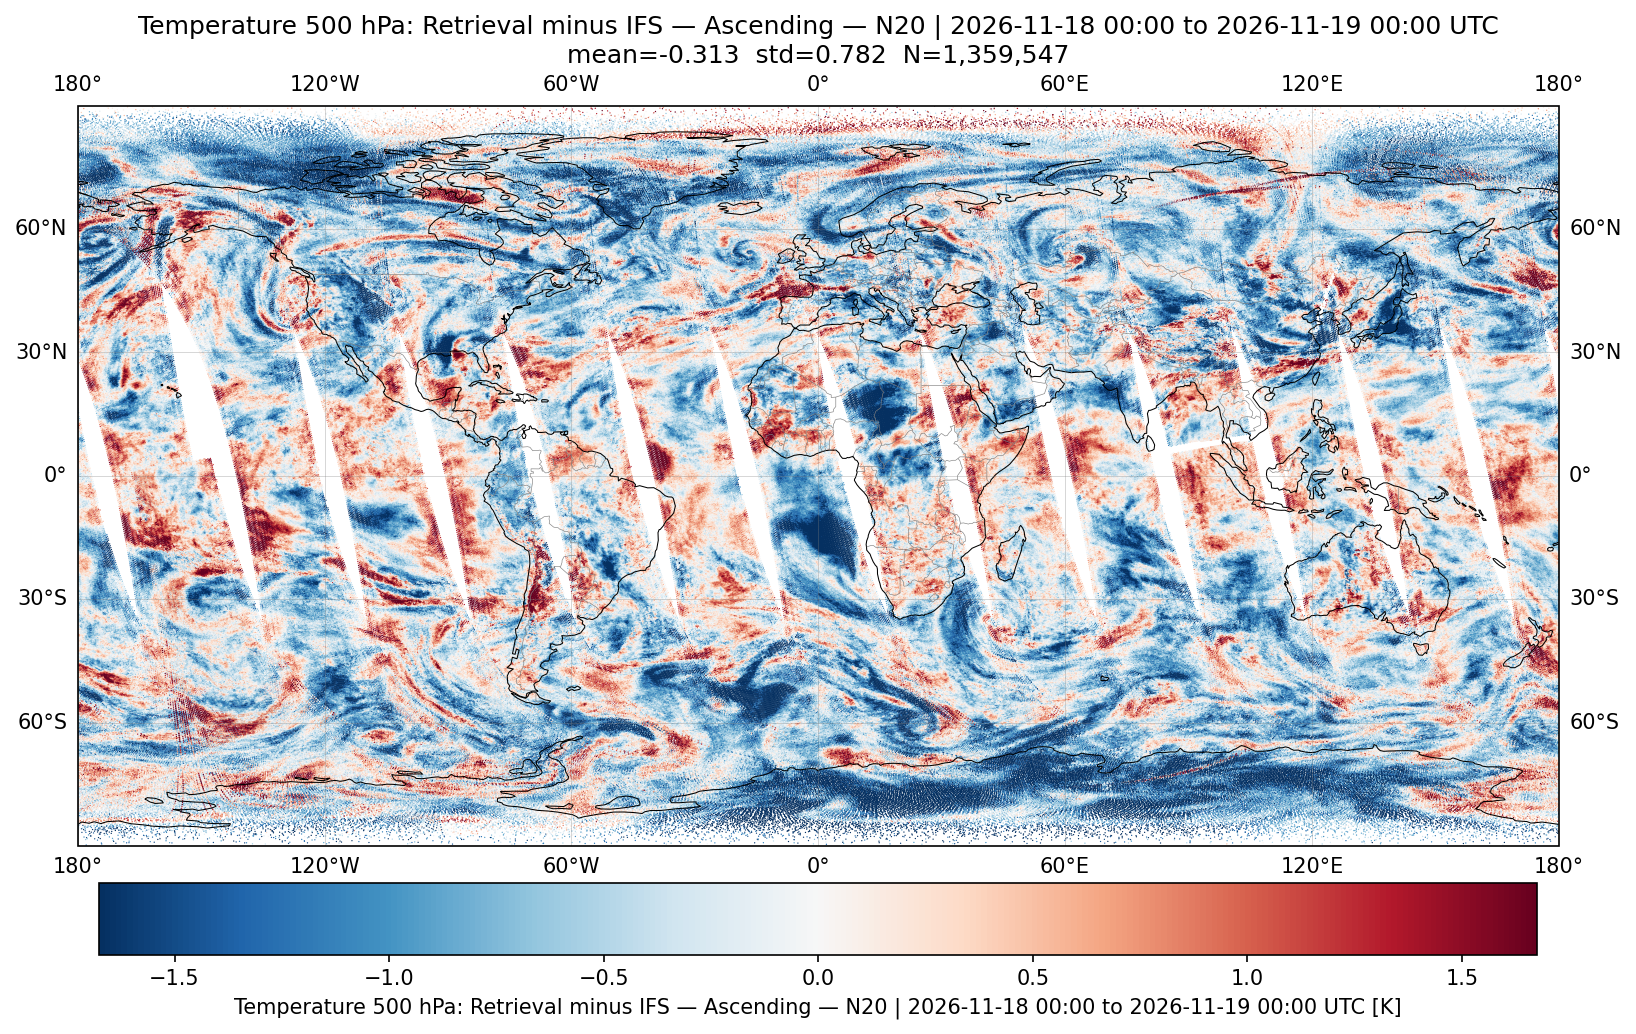 Temperature 500 hPa: Retrieval minus IFS — Ascending — N20 | 2026-11-18 00:00 to 2026-11-19 00:00 UTC
mean=-0.313  std=0.782  N=1,359,547
180° 120°W 60°W 0° 60°E 120°E 180°
60°N 60°N
30°N 30°N
0° 0°
30°S 30°S
60°S 60°S
180° 120°W 60°W 0° 60°E 120°E 180°
−1.5 −1.0 −0.5 0.0 0.5 1.0 1.5
Temperature 500 hPa: Retrieval minus IFS — Ascending — N20 | 2026-11-18 00:00 to 2026-11-19 00:00 UTC [K]